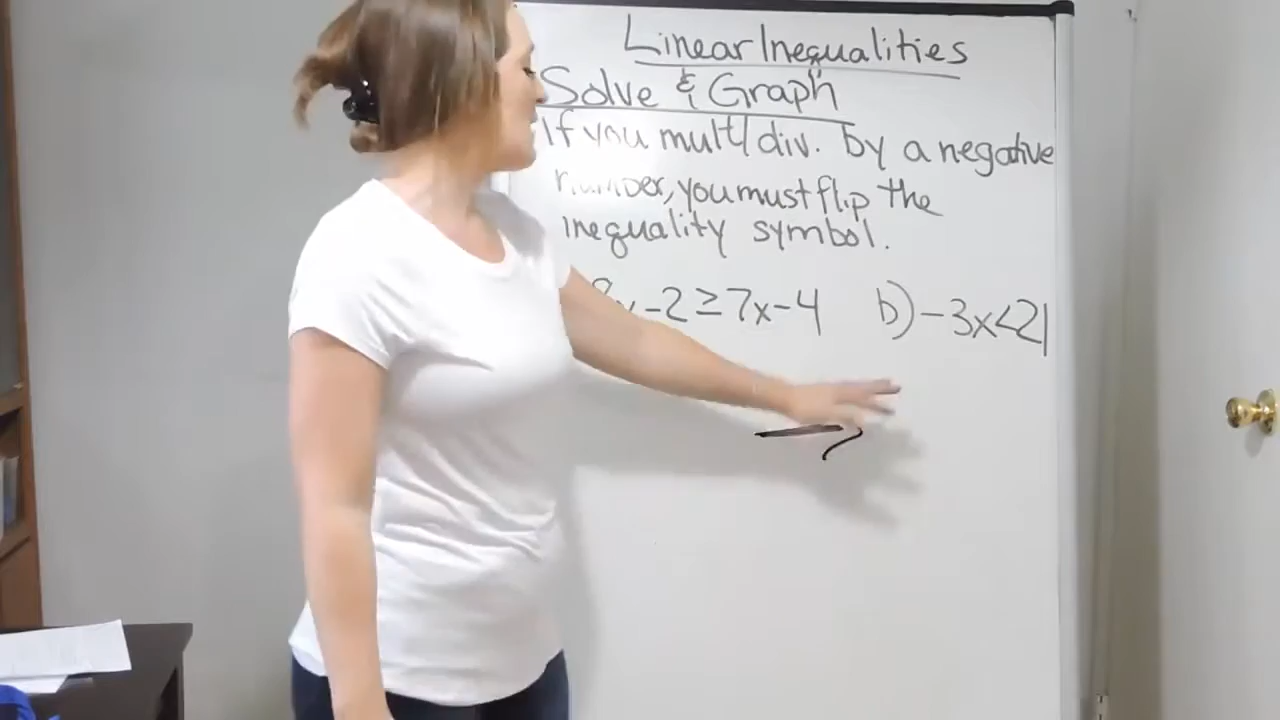 Linear Inequalities
Solve & Graph
If you mult/div. by a negative
number, you must flip the
inequality symbol.
-2 ≥ 7x-4 b) -3x<21